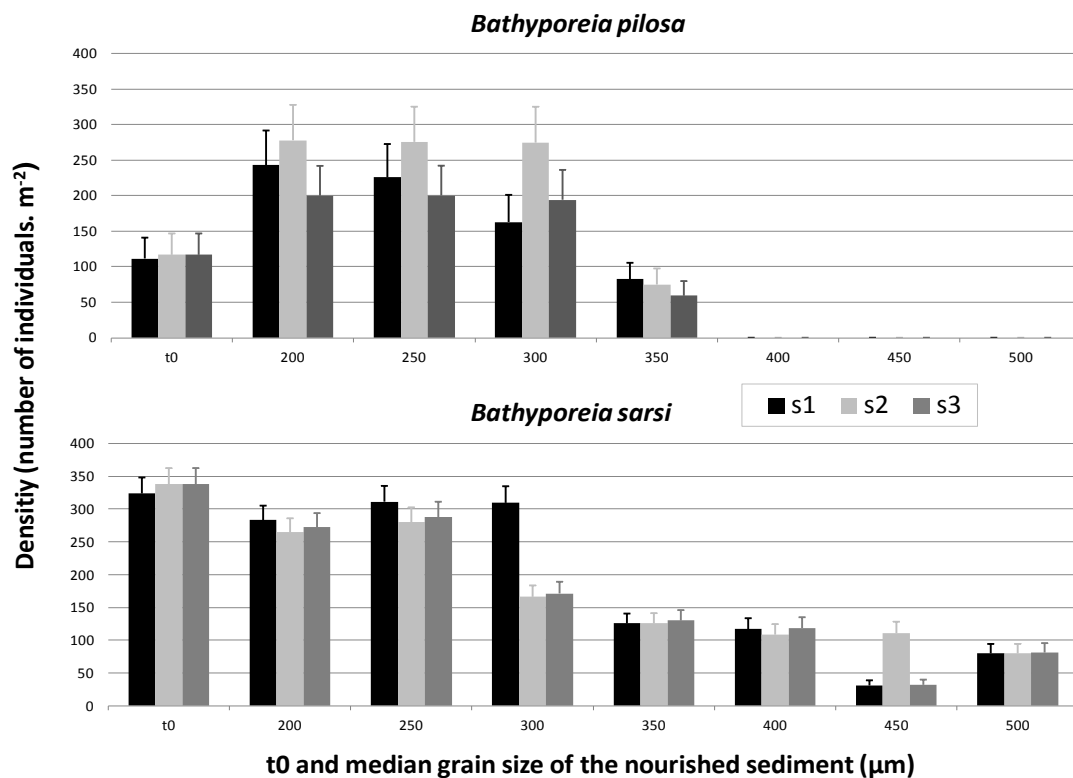 Bathyporeia pilosa
400
350
300
250
200
150
100
50
0
t0 200 250 300 350 400 450 500
s1 s2 s3
Bathyporeia sarsi
400
350
300
250
200
150
100
50
0
t0 200 250 300 350 400 450 500
Densitiy (number of individuals. m-2)
t0 and median grain size of the nourished sediment (µm)